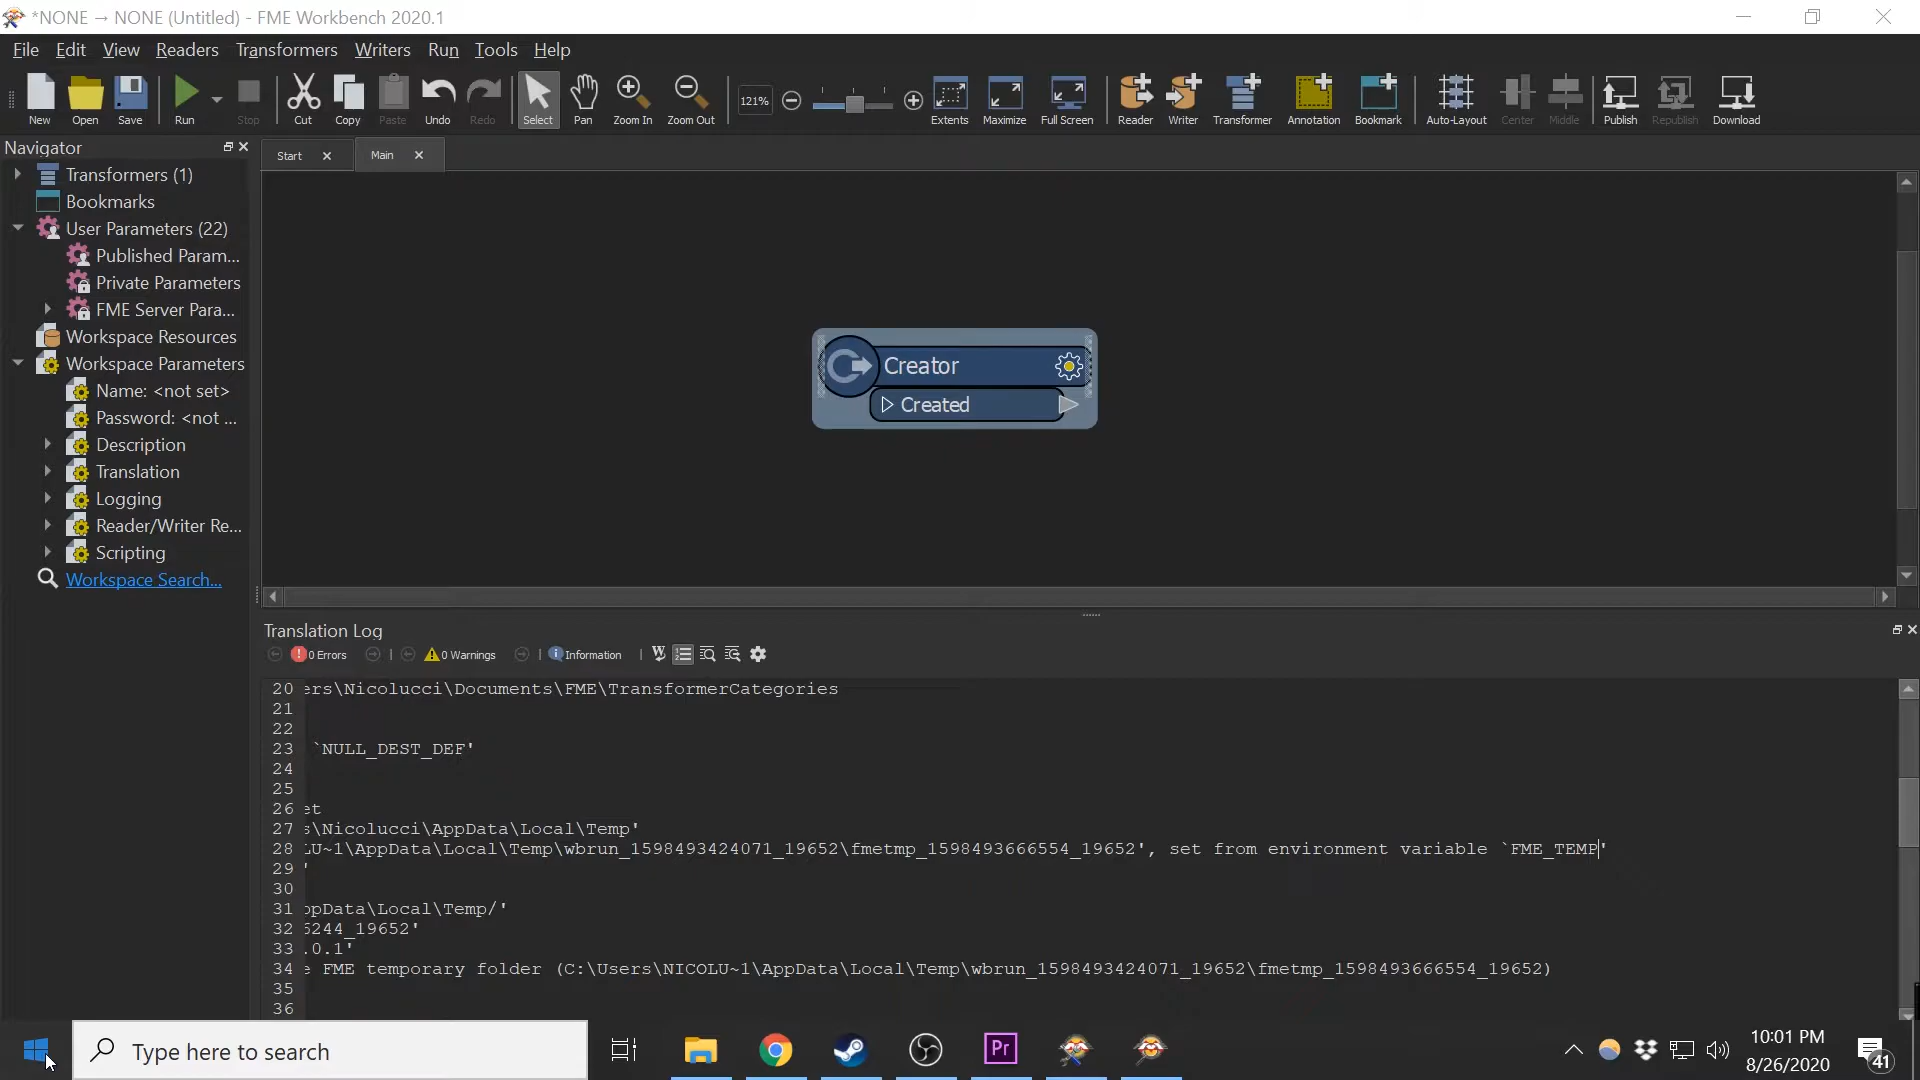 *NONE → NONE (Untitled) - FME Workbench 2020.1
File Edit View Readers Transformers Writers Run Tools Help
New Open Save Run Stop Cut Copy Paste Undo Redo Select Pan Zoom In Zoom Out 121% Extents Maximize Full Screen Reader Writer Transformer Annotation Bookmark Auto-Layout Center Middle Publish Republish Download
Navigator
Transformers (1)
Bookmarks
User Parameters (22)
Published Param...
Private Parameters
FME Server Para...
Workspace Resources
Workspace Parameters
Name: <not set>
Password: <not ...
Description
Translation
Logging
Reader/Writer Re...
Scripting
Workspace Search...
Start Main
Creator
Created
Translation Log
0 Errors 0 Warnings Information
20 ers\Nicolucci\Documents\FME\TransformerCategories
21
22
23 `NULL_DEST_DEF'
24
25
26 et
27 s\Nicolucci\AppData\Local\Temp'
28 LU~1\AppData\Local\Temp\wbrun_1598493424071_19652\fmetmp_1598493666554_19652', set from environment variable `FME_TEMP'
29 '
30
31 ppData\Local\Temp/'
32 6244_19652'
33 .0.1'
34 e FME temporary folder (C:\Users\NICOLU~1\AppData\Local\Temp\wbrun_1598493424071_19652\fmetmp_1598493666554_19652)
35
36
Type here to search
Pr
10:01 PM
8/26/2020
41